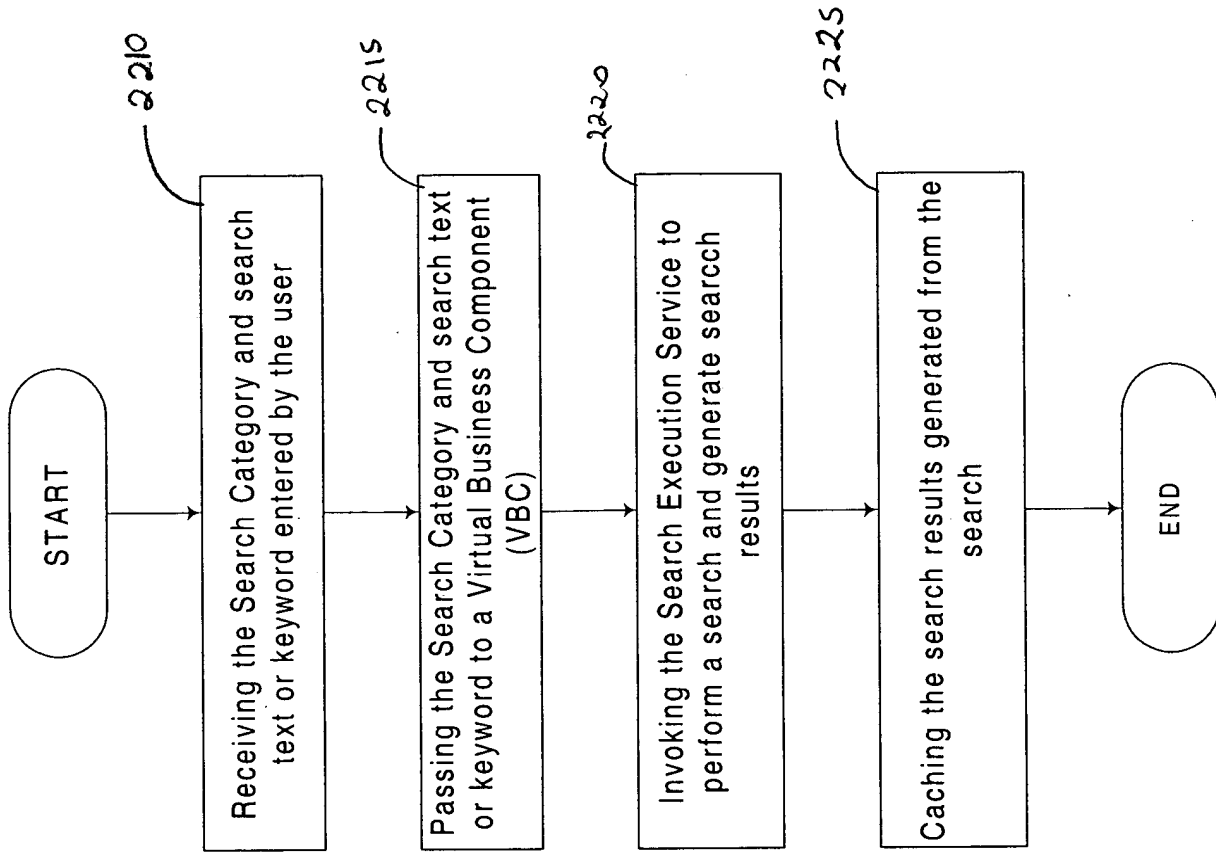 START
2210
Receiving the Search Category and search
text or keyword entered by the user
2215
Passing the Search Category and search text
or keyword to a Virtual Business Component
(VBC)
2220
Invoking the Search Execution Service to
perform a search and generate searcch
results
2225
Caching the search results generated from the
search
END